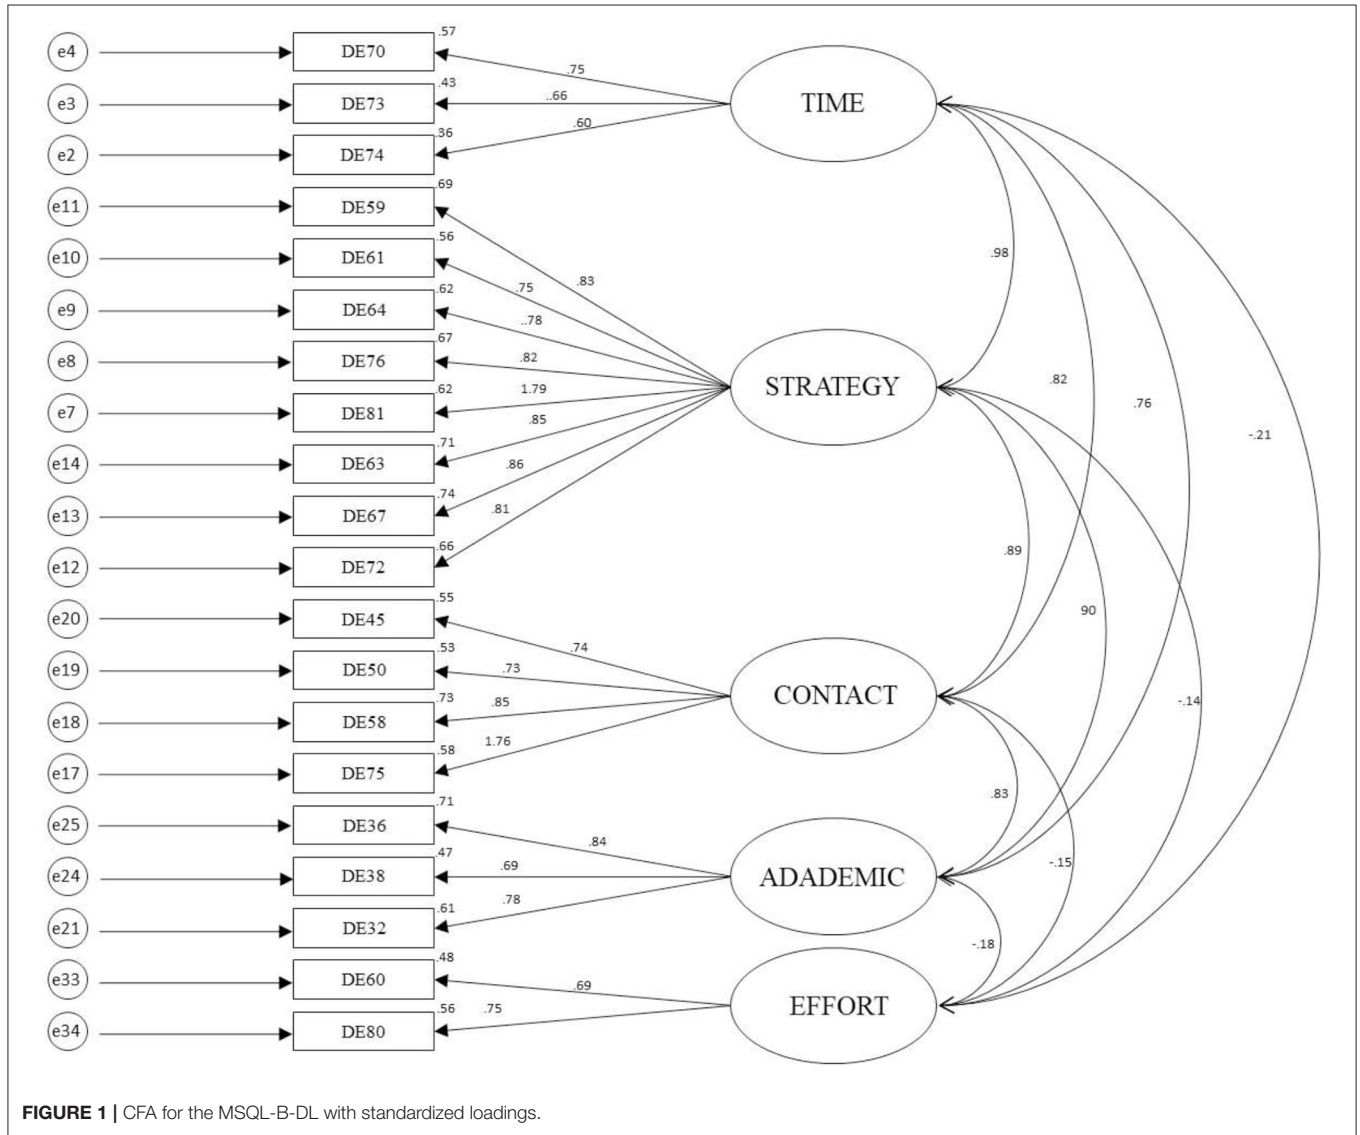 e4 DE70 .57 .75
e3 DE73 .43 ..66 TIME
e2 DE74 .36 .60
e11 DE59 .69
e10 DE61 .56 .75 .83 .98
e9 DE64 .62 ..78
e8 DE76 .67 .82 STRATEGY .82 .76 -.21
e7 DE81 .62 1.79
e14 DE63 .71 .85
e13 DE67 .74 .86
e12 DE72 .66 .81 .89
e20 DE45 .55 .74 90
e19 DE50 .53 .73
e18 DE58 .73 .85 CONTACT -.14
e17 DE75 .58 1.76
e25 DE36 .71 .84 .83
e24 DE38 .47 .69 ADADEMIC -.15
e21 DE32 .61 .78 -.18
e33 DE60 .48 .69
e34 DE80 .56 .75 EFFORT
FIGURE 1 | CFA for the MSQL-B-DL with standardized loadings.